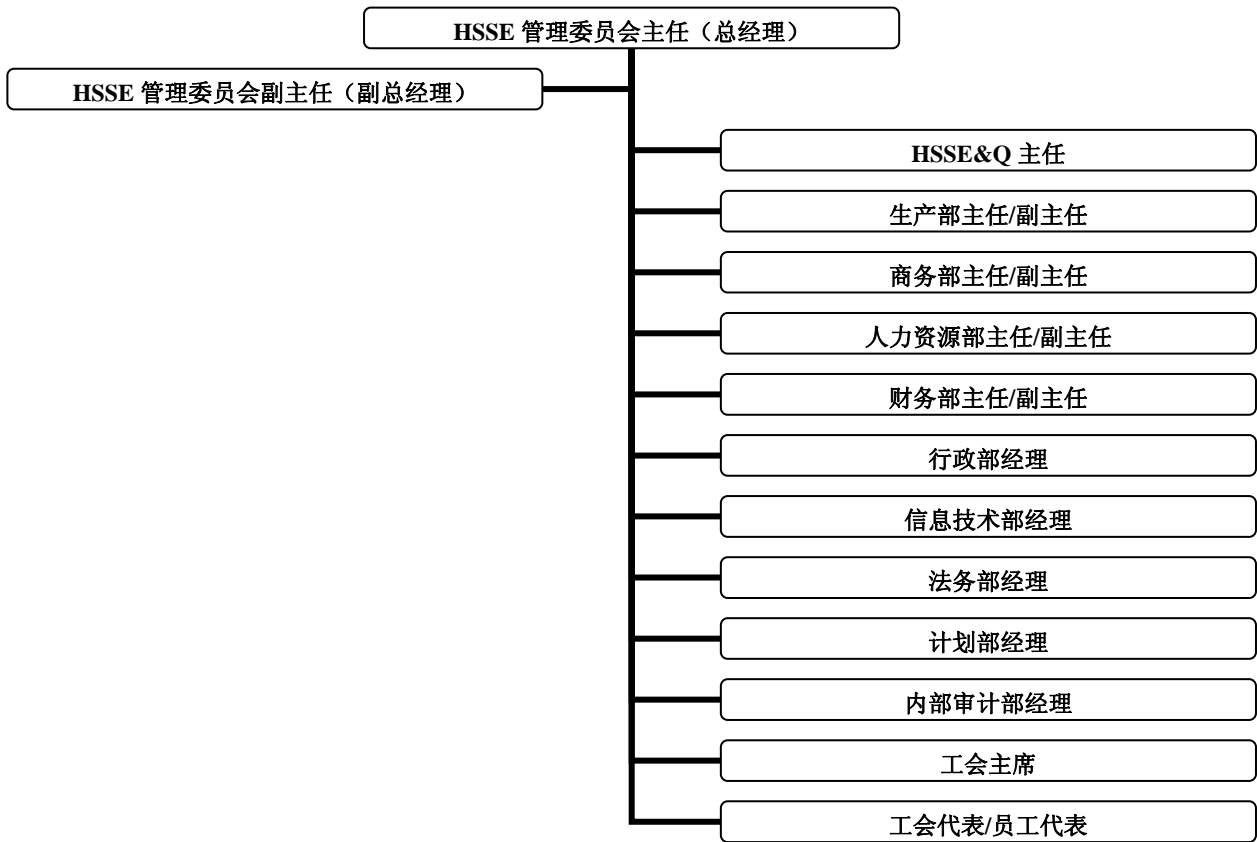 HSSE 管理委员会主任（总经理）
HSSE 管理委员会副主任（副总经理）
HSSE&Q 主任
生产部主任/副主任
商务部主任/副主任
人力资源部主任/副主任
财务部主任/副主任
行政部经理
信息技术部经理
法务部经理
计划部经理
内部审计部经理
工会主席
工会代表/员工代表